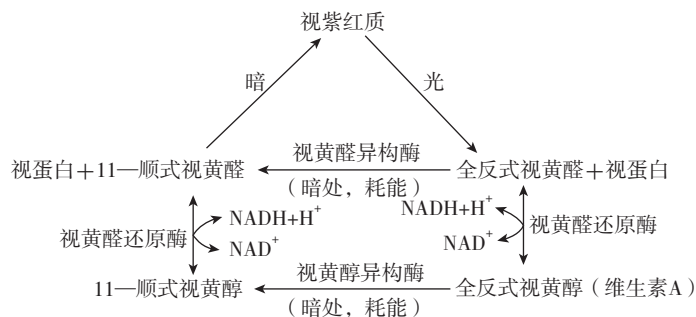 视紫红质
暗
光
视黄醛异构酶
视蛋白+11—顺式视黄醛
全反式视黄醛+视蛋白
（暗处，耗能）
NADH+H⁺
NADH+H⁺
视黄醛还原酶
视黄醛还原酶
NAD⁺
NAD⁺
视黄醇异构酶
11—顺式视黄醇
全反式视黄醇（维生素A）
（暗处，耗能）